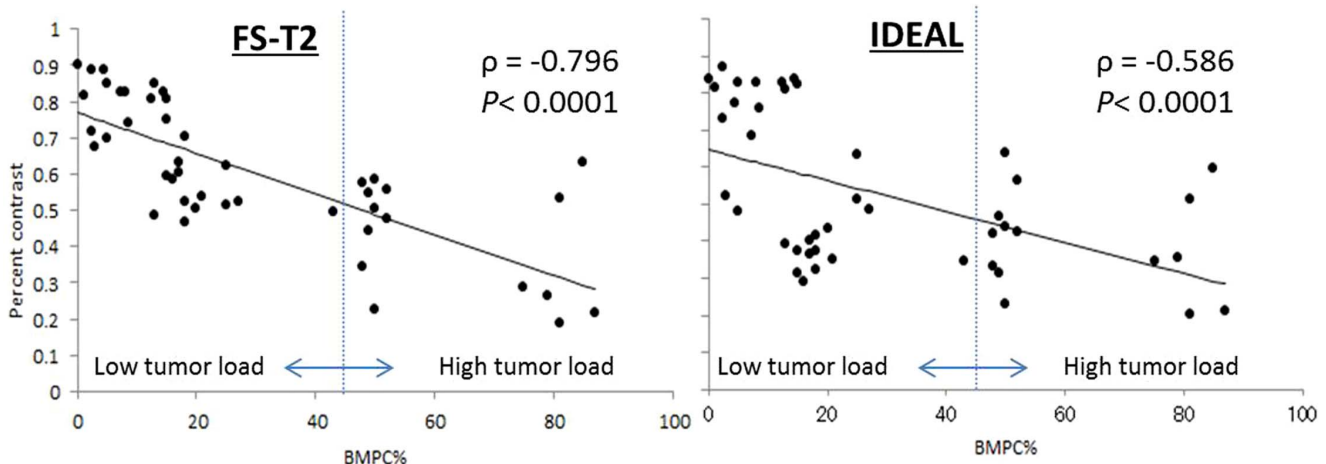 FS-T2
ρ = -0.796
P< 0.0001
Percent contrast
1
0.9
0.8
0.7
0.6
0.5
0.4
0.3
0.2
0.1
0
Low tumor load
High tumor load
0 20 40 60 80 100
BMPC%
IDEAL
ρ = -0.586
P< 0.0001
Low tumor load
High tumor load
0 20 40 60 80 100
BMPC%